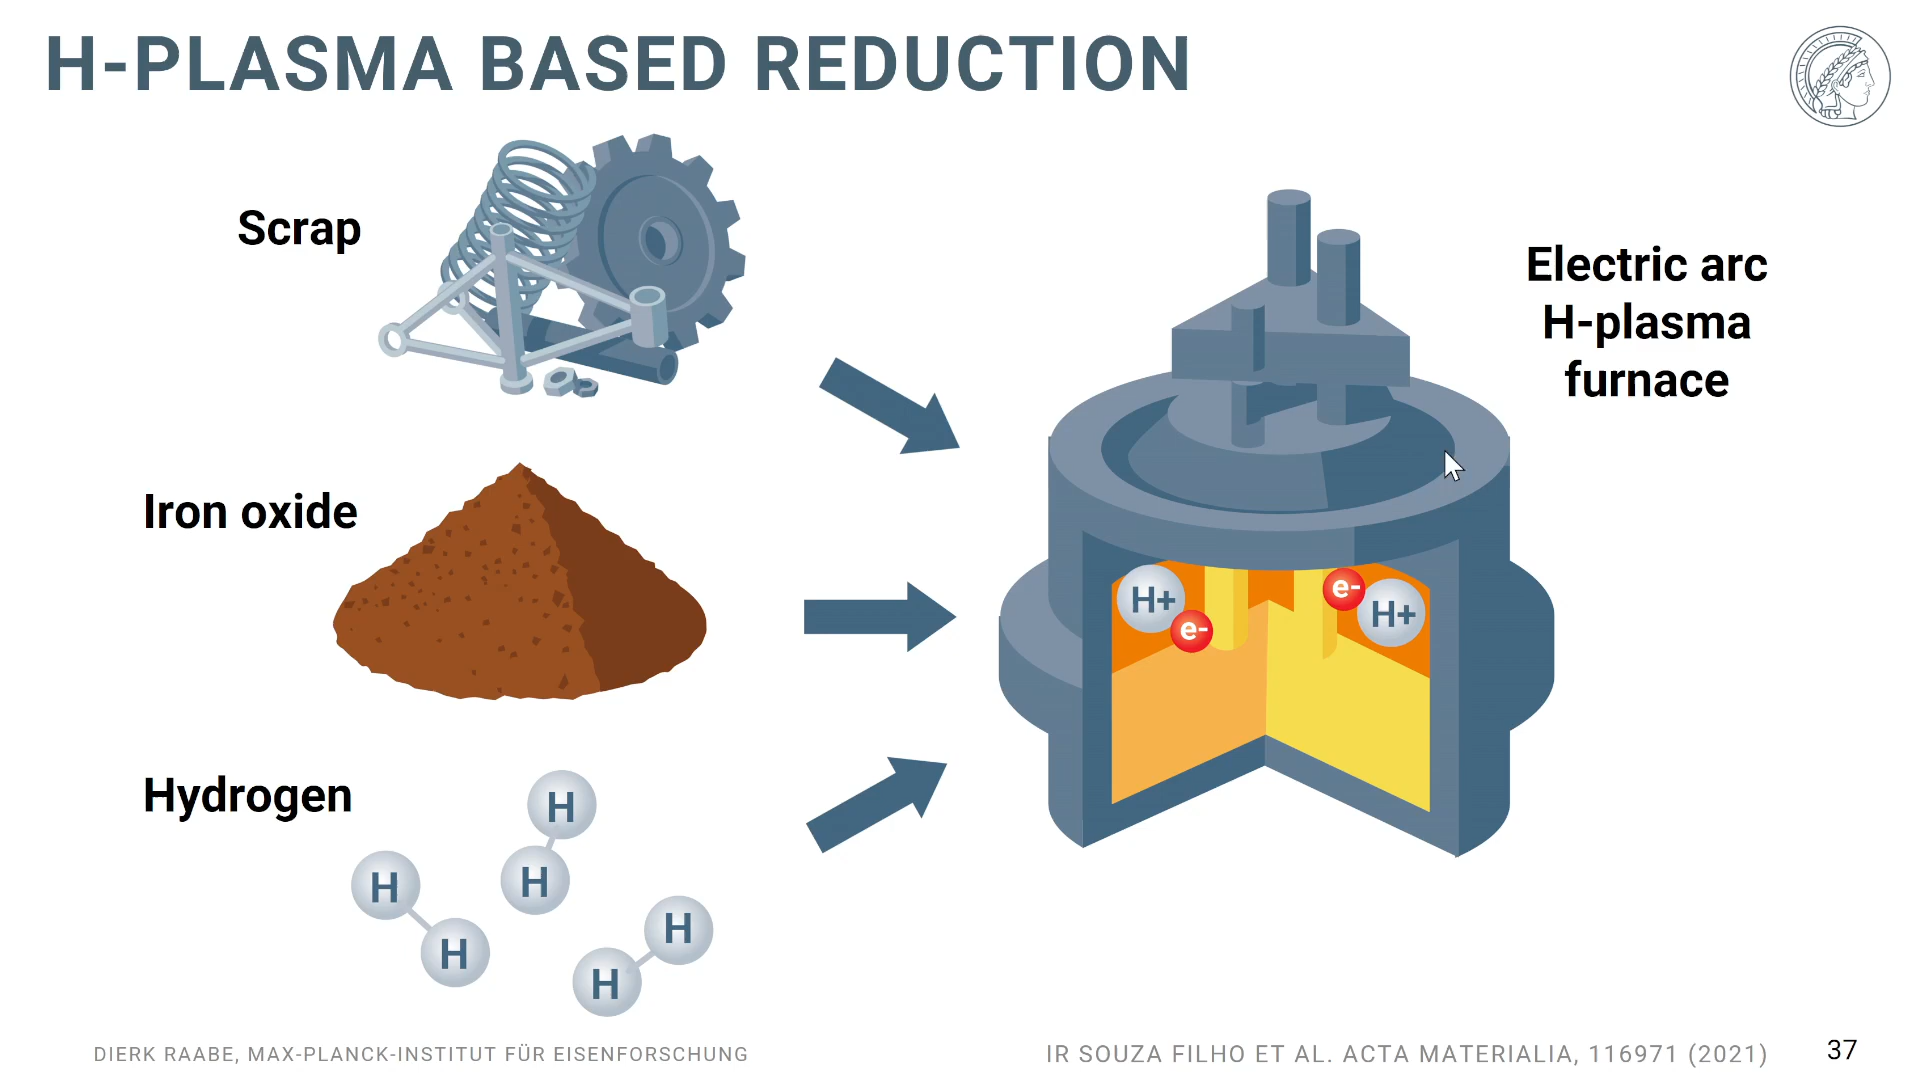 H-PLASMA BASED REDUCTION
Scrap
Electric arc
H-plasma
furnace
Iron oxide
H+
e-
e-
H+
Hydrogen
H
H
H
H
H
H
DIERK RAABE, MAX-PLANCK-INSTITUT FÜR EISENFORSCHUNG
IR SOUZA FILHO ET AL. ACTA MATERIALIA, 116971 (2021)
37